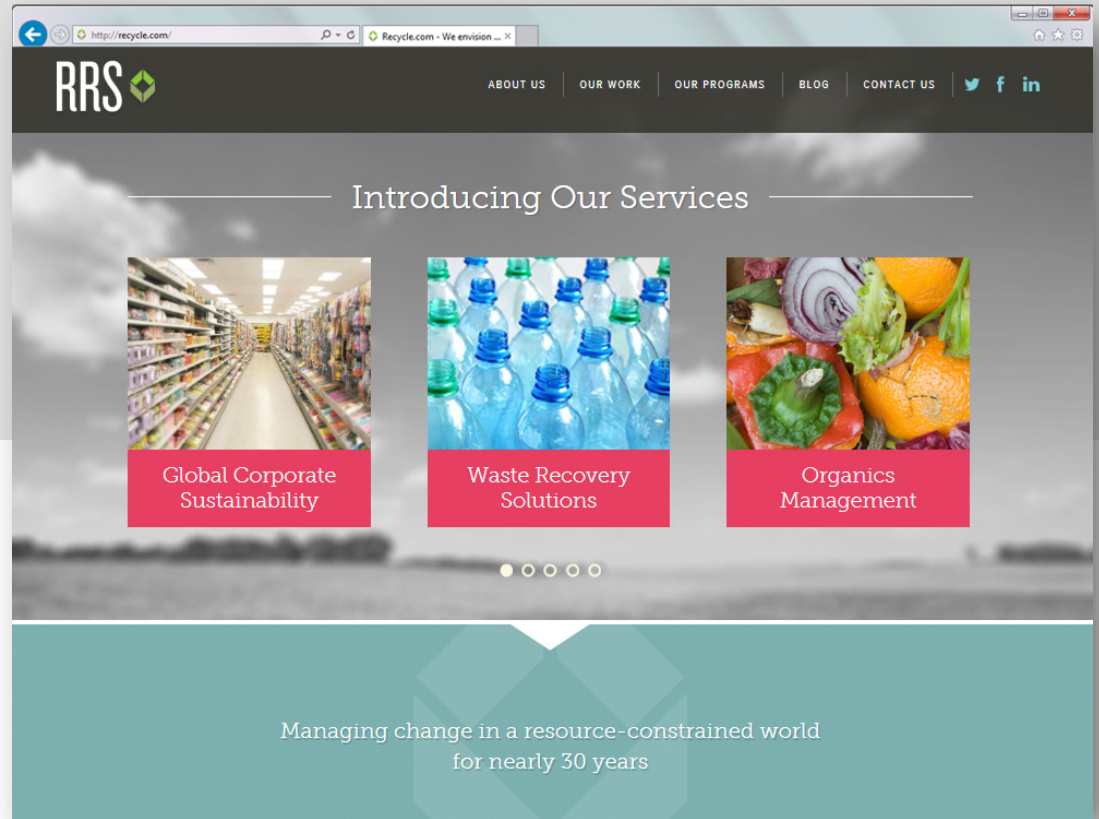 http://recycle.com/
Recycle.com - We envision ...
RRS
ABOUT US
OUR WORK
OUR PROGRAMS
BLOG
CONTACT US
Introducing Our Services
Global Corporate
Sustainability
Waste Recovery
Solutions
Organics
Management
Managing change in a resource-constrained world
for nearly 30 years